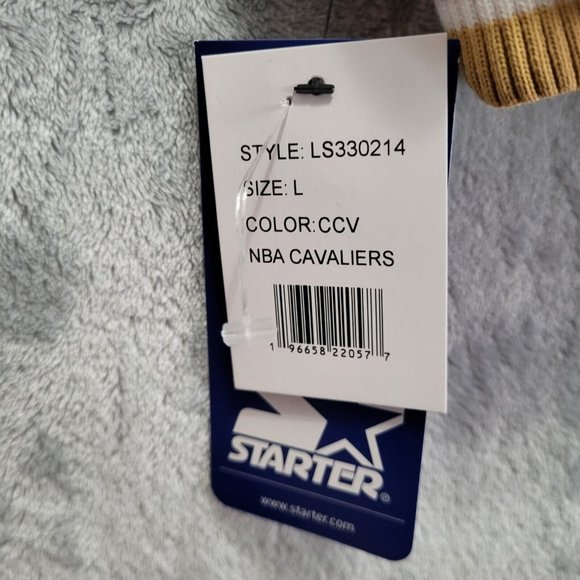 STYLE: LS330214
SIZE: L
COLOR: CCV
NBA CAVALIERS
1 96658 22057 7
STARTER®
www.starter.com